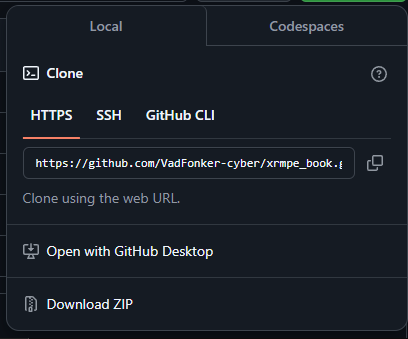 Local Codespaces
Clone
HTTPS SSH GitHub CLI
https://github.com/VadFonker-cyber/xrmpe_book.g
Clone using the web URL.
Open with GitHub Desktop
Download ZIP